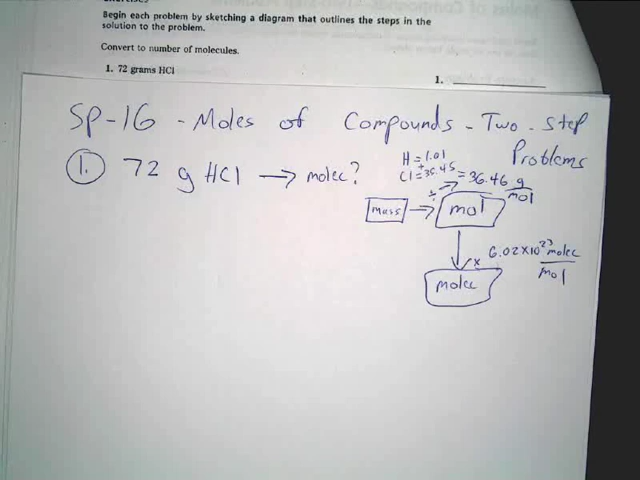 Begin each problem by sketching a diagram that outlines the steps in the
solution to the problem.
Convert to number of molecules.
1. 72 grams HCl
1.
SP-16 - Moles of Compounds - Two - Step
Problems
1. 72 g HCl → molec?
H = 1.01
+
Cl = 35.45 = 36.46 g/mol
÷
mass → mol
x 6.02 x 10²³ molec/mol
molec